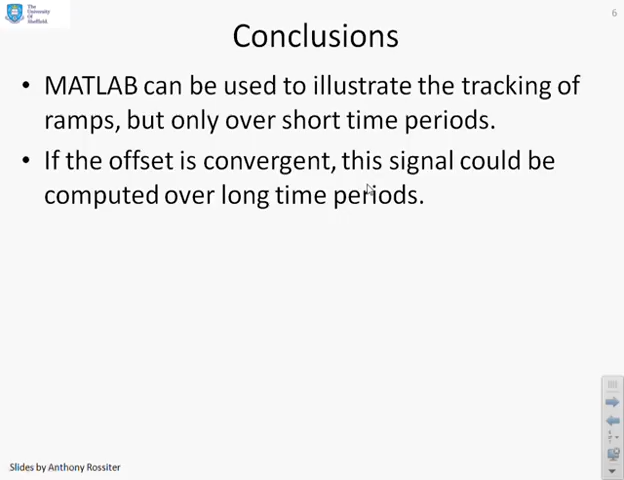 The
University
Of
Sheffield.
6
Conclusions
• MATLAB can be used to illustrate the tracking of
ramps, but only over short time periods.
• If the offset is convergent, this signal could be
computed over long time periods.
Slides by Anthony Rossiter